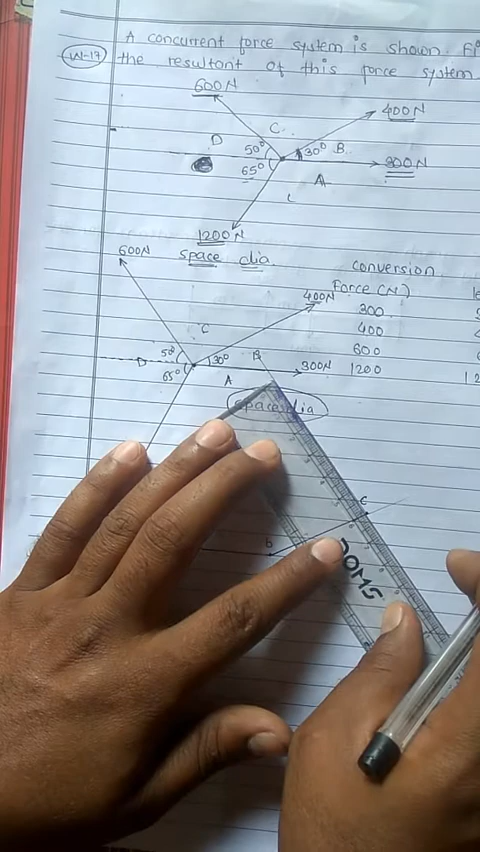 A concurrent force system is shown. Fi
W-17 the resultant of this force system
600N
400N
C
D
50° 30° B
300N
65°
A
L
1200N
space dia
600N
conversion
Force (N)
400N
300
C
400
50° 30° B
D
600
65° A 300N
1200 12
space dia
c
b
DOMS